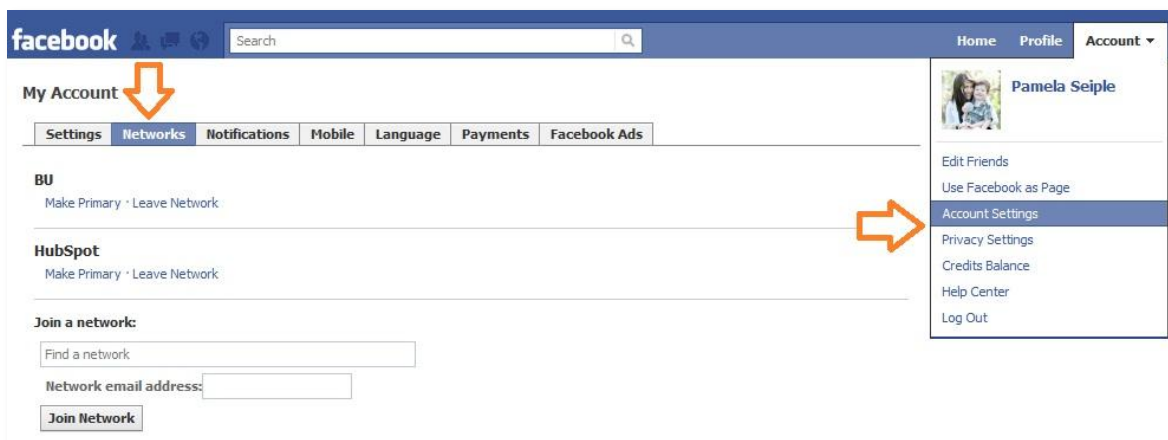 facebook
Search
Home Profile Account
My Account
Settings Networks Notifications Mobile Language Payments Facebook Ads
BU
Make Primary · Leave Network
HubSpot
Make Primary · Leave Network
Join a network:
Find a network
Network email address:
Join Network
Pamela Seiple
Edit Friends
Use Facebook as Page
Account Settings
Privacy Settings
Credits Balance
Help Center
Log Out